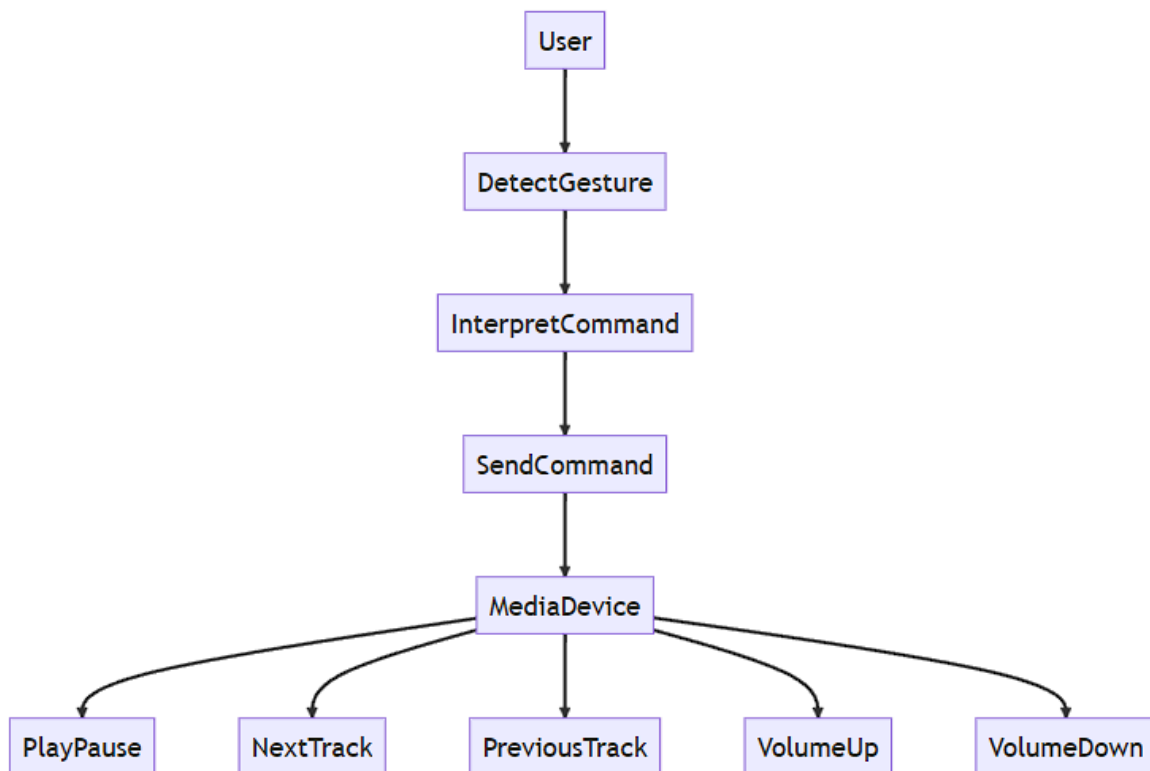 User
DetectGesture
InterpretCommand
SendCommand
MediaDevice
PlayPause
NextTrack
PreviousTrack
VolumeUp
VolumeDown